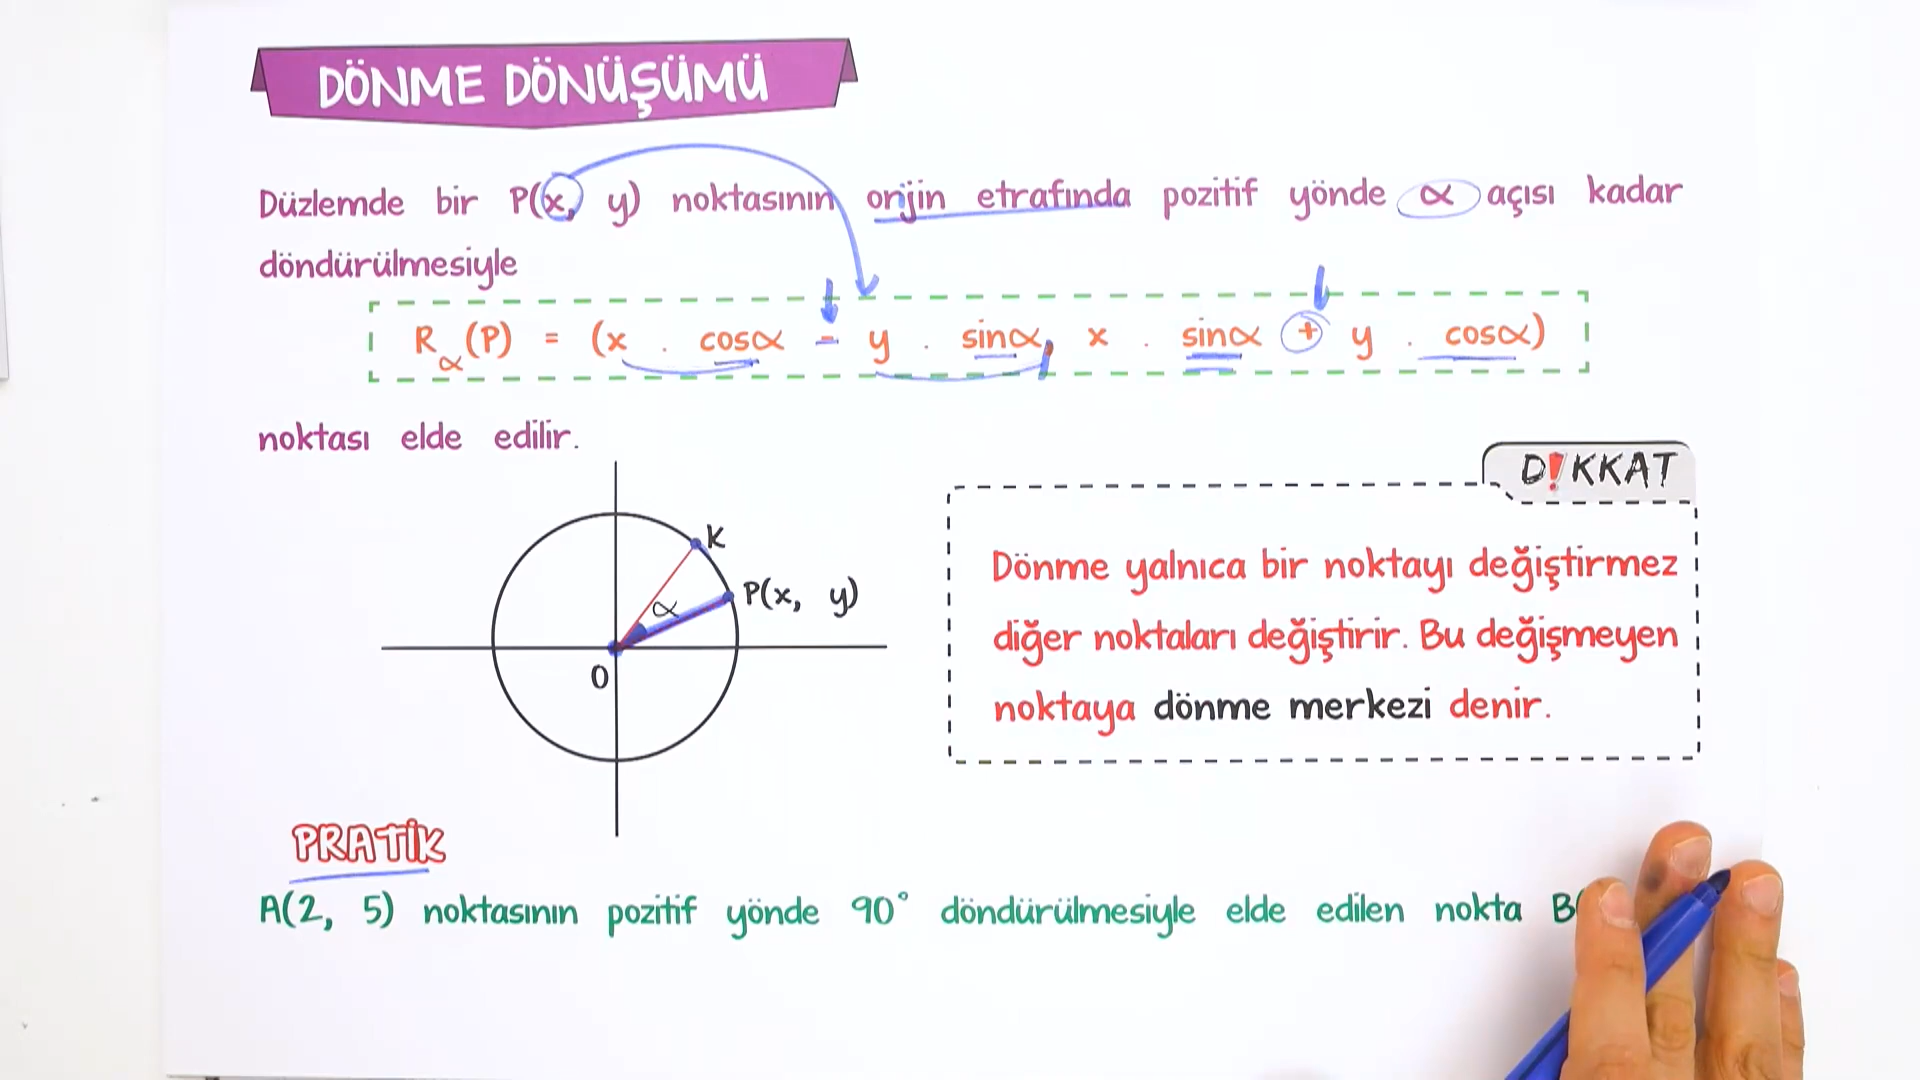 DÖNME DÖNÜŞÜMÜ
Düzlemde bir P(x, y) noktasının orijin etrafında pozitif yönde α açısı kadar
döndürülmesiyle
Rα(P) = (x . cosα - y . sinα, x . sinα + y . cosα)
noktası elde edilir.
D!KKAT
Dönme yalnıca bir noktayı değiştirmez
diğer noktaları değiştirir. Bu değişmeyen
noktaya dönme merkezi denir.
K
α
P(x, y)
O
PRATİK
A(2, 5) noktasının pozitif yönde 90° döndürülmesiyle elde edilen nokta B(